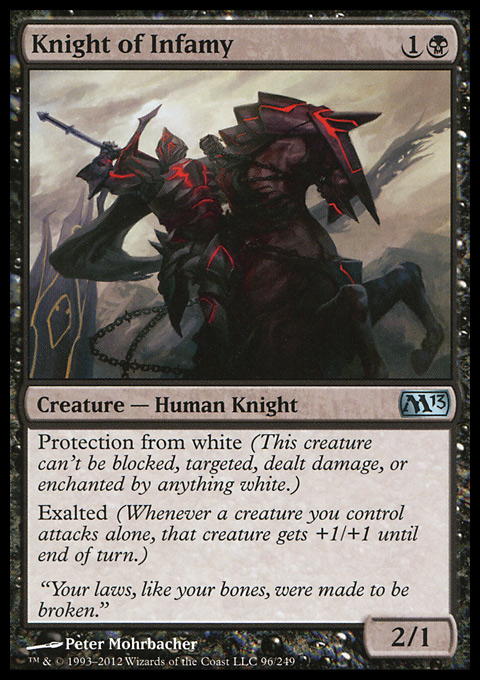 Knight of Infamy 1
Creature — Human Knight M13
Protection from white (This creature
can't be blocked, targeted, dealt damage, or
enchanted by anything white.)
Exalted (Whenever a creature you control
attacks alone, that creature gets +1/+1 until
end of turn.)
“Your laws, like your bones, were made to be
broken.”
Peter Mohrbacher
2/1
™ & © 1993–2012 Wizards of the Coast LLC 96/249